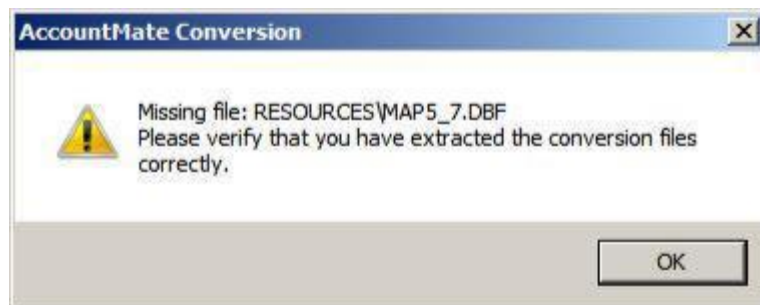 AccountMate Conversion
Missing file: RESOURCES\MAP5_7.DBF
Please verify that you have extracted the conversion files
correctly.
OK